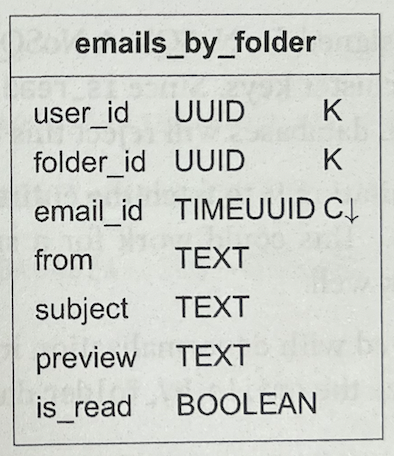 emails_by_folder
user_id UUID K
folder_id UUID K
email_id TIMEUUID C↓
from TEXT
subject TEXT
preview TEXT
is_read BOOLEAN